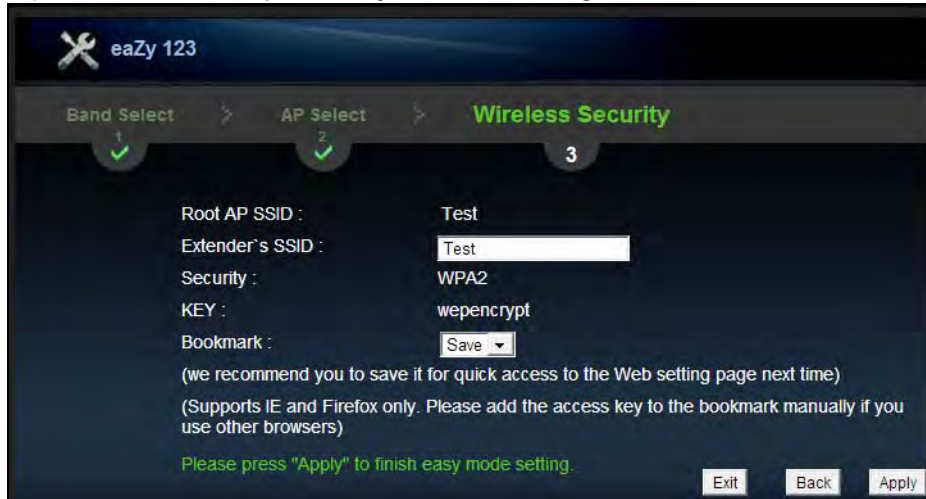 eaZy 123
Band Select > AP Select > Wireless Security
1 2 3
Root AP SSID : Test
Extender`s SSID : Test
Security : WPA2
KEY : wepencrypt
Bookmark : Save
(we recommend you to save it for quick access to the Web setting page next time)
(Supports IE and Firefox only. Please add the access key to the bookmark manually if you
use other browsers)
Please press "Apply" to finish easy mode setting.
Exit Back Apply